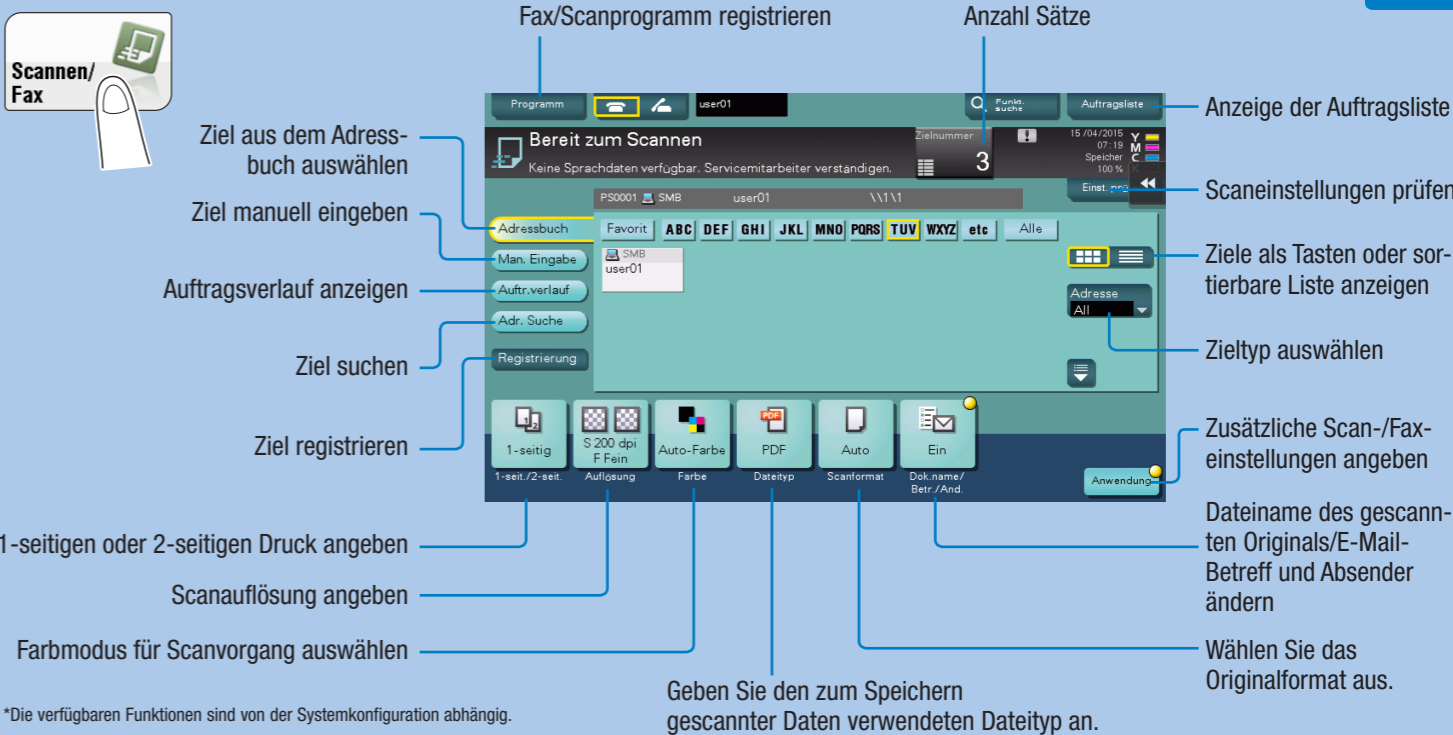 Fax/Scanprogramm registrieren
Anzahl Sätze
Scannen/
Fax
Ziel aus dem Adress-
buch auswählen
Ziel manuell eingeben
Auftragsverlauf anzeigen
Ziel suchen
Ziel registrieren
1-seitigen oder 2-seitigen Druck angeben
Scanauflösung angeben
Farbmodus für Scanvorgang auswählen
Programm
user01
Funkt.
suche
Auftragsliste
Bereit zum Scannen
Keine Sprachdaten verfügbar. Servicemitarbeiter verständigen.
Zielnummer
3
15/04/2015
07:19
Speicher
100 %
Y
M
C
PS0001 SMB user01 \\1\1
Adressbuch
Man. Eingabe
Auftr.verlauf
Adr. Suche
Registrierung
Favorit ABC DEF GHI JKL MNO PQRS TUV WXYZ etc Alle
SMB
user01
Adresse
All
1-seitig
S 200 dpi
F Fein
Auto-Farbe
PDF
PDF
Auto
Ein
1-seit./2-seit.
Auflösung
Farbe
Dateityp
Scanformat
Dok.name/
Betr./And.
Anwendung
Anzeige der Auftragsliste
Scaneinstellungen prüfen
Ziele als Tasten oder sor-
tierbare Liste anzeigen
Zieltyp auswählen
Zusätzliche Scan-/Fax-
einstellungen angeben
Dateiname des gescann-
ten Originals/E-Mail-
Betreff und Absender
ändern
Wählen Sie das
Originalformat aus.
Geben Sie den zum Speichern
gescannter Daten verwendeten Dateityp an.
*Die verfügbaren Funktionen sind von der Systemkonfiguration abhängig.